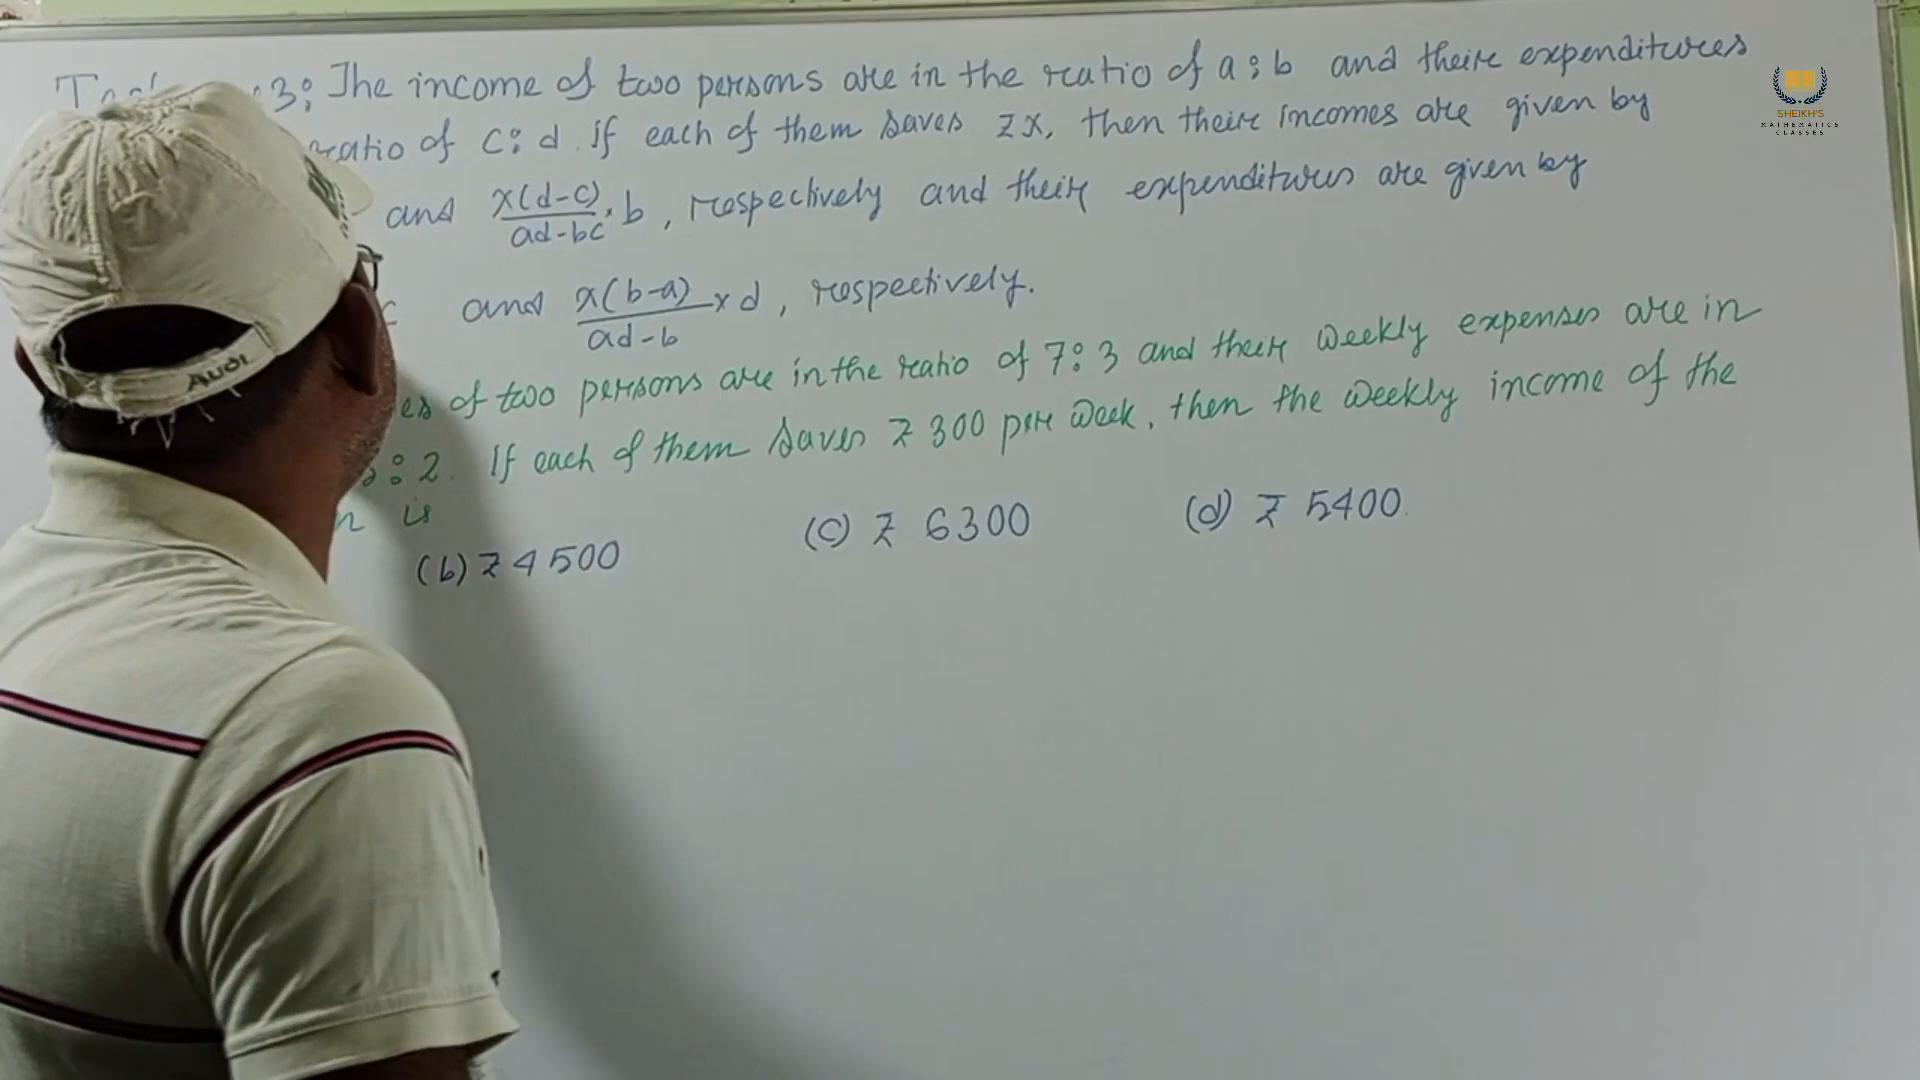 3: The income of two persons are in the ratio of a : b and theire expenditures
ratio of c : d. If each of them saves ₹x, then theire incomes are given by
and x(d-c)/ad-bc × b, respectively and their expenditures are given by
c and x(b-a)/ad-b × d, respectively.
es of two persons are in the ratio of 7:3 and their weekly expenses are in
:2. If each of them saves ₹300 per week, then the weekly income of the
n is
(b) ₹4500 (c) ₹ 6300 (d) ₹ 5400.
SHEIKH'S
MATHEMATICS
CLASSES
AUDI